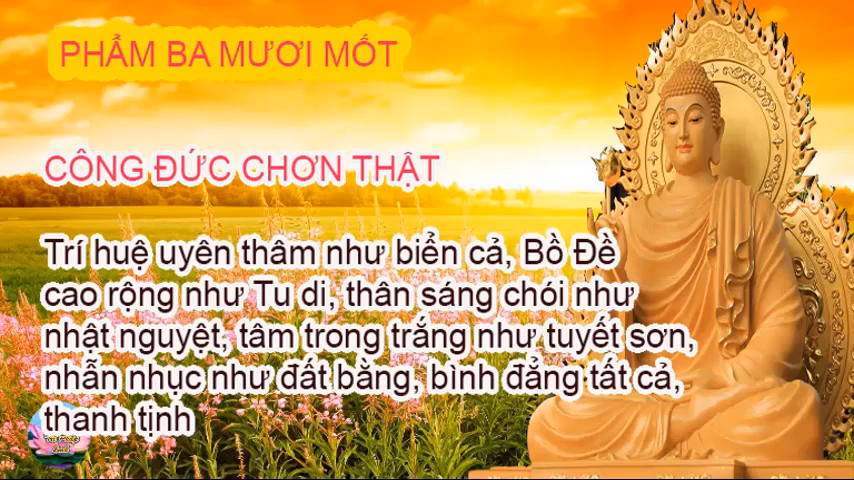 PHẨM BA MƯƠI MỐT
CÔNG ĐỨC CHƠN THẬT
Trí huệ uyên thâm như biển cả, Bồ Đề
cao rộng như Tu di, thân sáng chói như
nhật nguyệt, tâm trong trắng như tuyết sơn,
nhẫn nhục như đất bằng, bình đẳng tất cả,
thanh tịnh